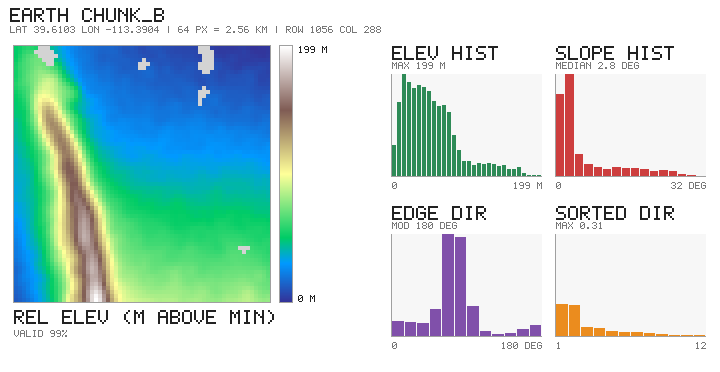 EARTH CHUNK_B
LAT 39.6103 LON -113.3904 | 64 PX = 2.56 KM | ROW 1056 COL 288
199 M
0 M
REL ELEV (M ABOVE MIN)
VALID 99%
ELEV HIST
MAX 199 M
0 199 M
SLOPE HIST
MEDIAN 2.8 DEG
0 32 DEG
EDGE DIR
MOD 180 DEG
0 180 DEG
SORTED DIR
MAX 0.31
1 12